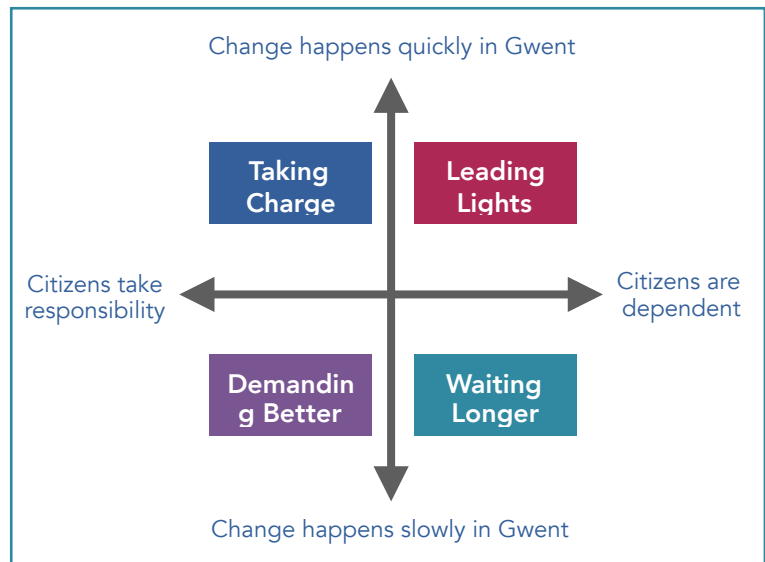 Change happens quickly in Gwent
Taking
Charge
Leading
Lights
Citizens take
responsibility
Citizens are
dependent
Demandin
g Better
Waiting
Longer
Change happens slowly in Gwent